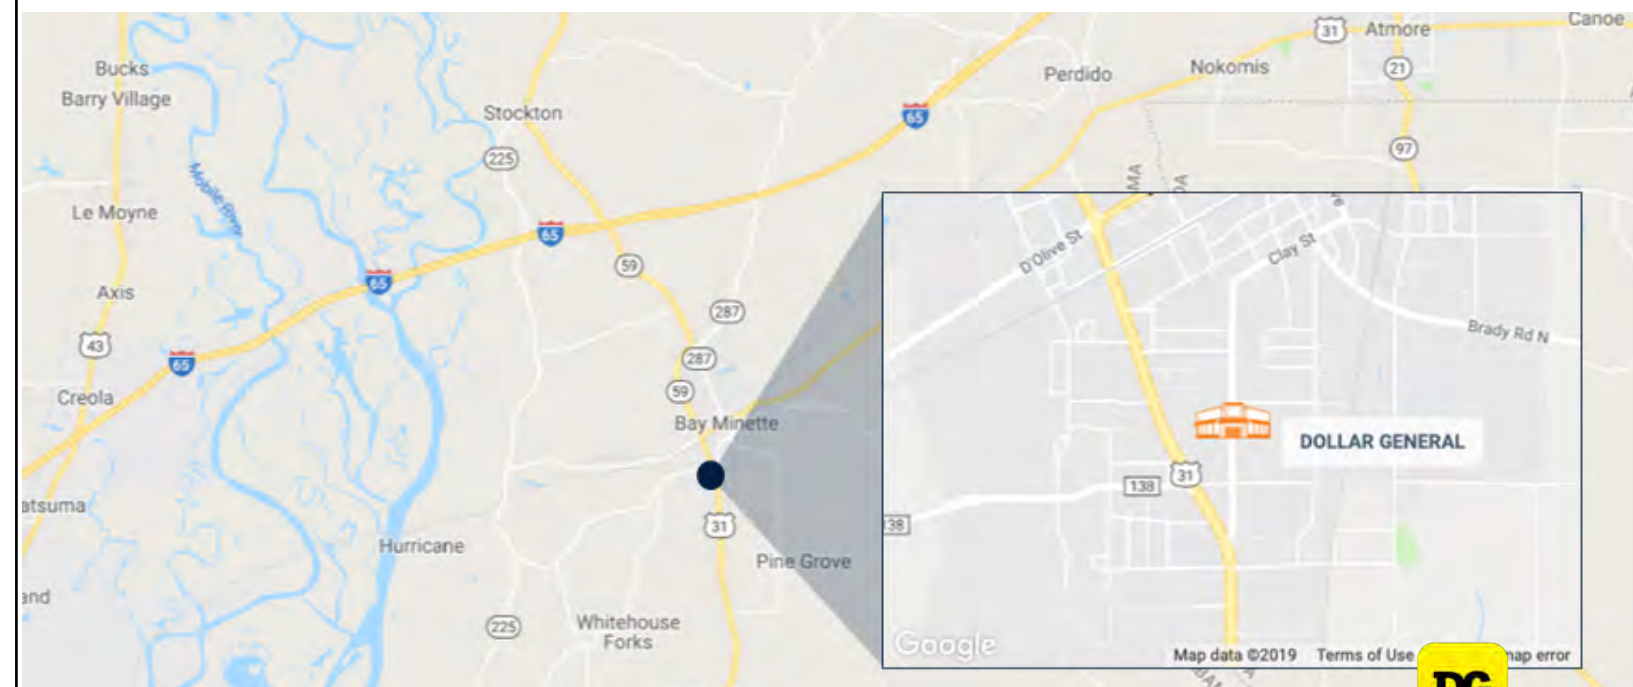 Canoe
31
Atmore
Bucks
Perdido
Nokomis
21
Barry Village
Stockton
65
225
97
Mobile River
MA
DA
Le Moyne
65
D'Olive St
Clay St
59
65
Axis
287
Brady Rd N
43
287
65
59
Creola
Bay Minette
DOLLAR GENERAL
31
138
atsuma
31
38
Hurricane
Pine Grove
and
225
Whitehouse
Forks
Google
Map data ©2019 Terms of Use
map error
DG